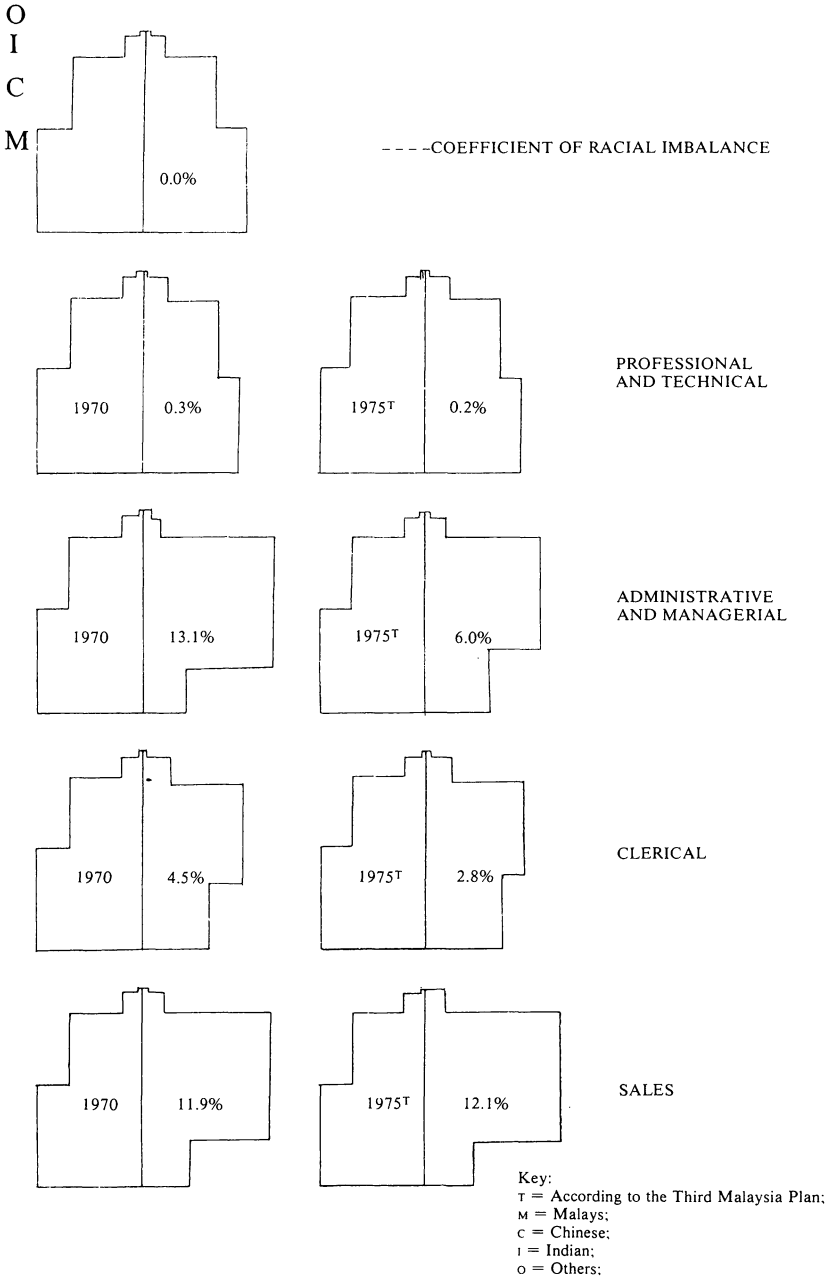 O
I
C
M
0.0%
----COEFFICIENT OF RACIAL IMBALANCE
1970 0.3% 1975ᵀ 0.2%
PROFESSIONAL
AND TECHNICAL
1970 13.1% 1975ᵀ 6.0%
ADMINISTRATIVE
AND MANAGERIAL
1970 4.5% 1975ᵀ 2.8%
CLERICAL
1970 11.9% 1975ᵀ 12.1%
SALES
Key:
T = According to the Third Malaysia Plan;
M = Malays;
C = Chinese;
I = Indian;
O = Others;